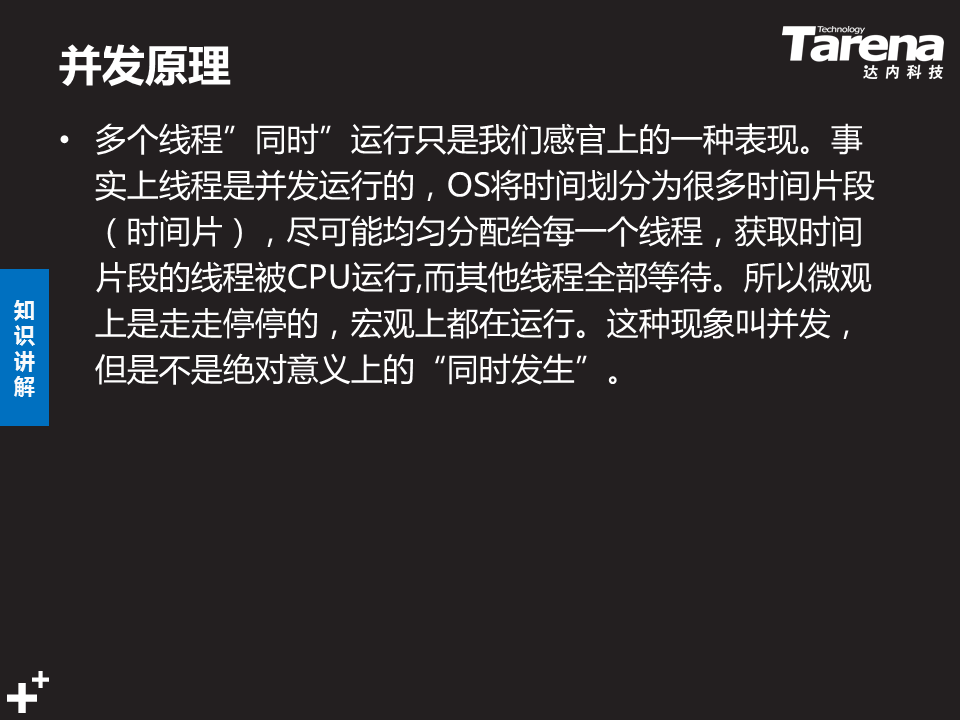 并发原理
Technology
Tarena
达内科技
• 多个线程”同时”运行只是我们感官上的一种表现。事
实上线程是并发运行的，OS将时间划分为很多时间片段
（时间片），尽可能均匀分配给每一个线程，获取时间
片段的线程被CPU运行,而其他线程全部等待。所以微观
上是走走停停的，宏观上都在运行。这种现象叫并发，
但是不是绝对意义上的“同时发生”。
知
识
讲
解